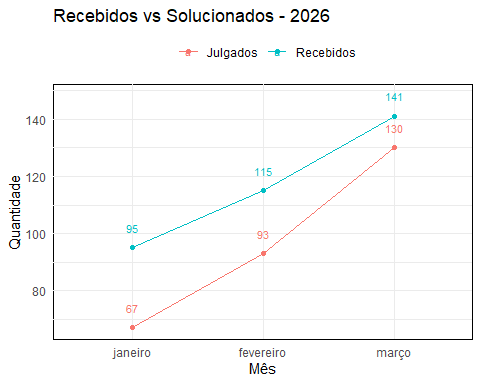 Recebidos vs Solucionados - 2026
Julgados Recebidos
Quantidade
140
120
100
80
95
115
141
67
93
130
janeiro fevereiro março
Mês